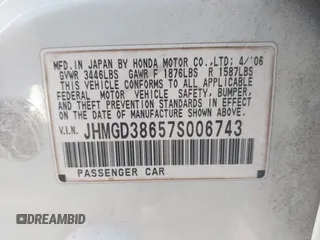 MFD. IN JAPAN BY HONDA MOTOR CO.,LTD; 4/'06
GVWR 3446LBS GAWR F 1876LBS R 1587LBS
THIS VEHICLE CONFORMS TO ALL APPLICABLE
FEDERAL MOTOR VEHICLE SAFETY, BUMPER,
AND THEFT PREVENTION STANDARDS IN EFFECT
ON THE DATE OF MANUFACTURE SHOWN ABOVE.
V.I.N. JHMGD38657S006743
PASSENGER CAR
DREAMBID